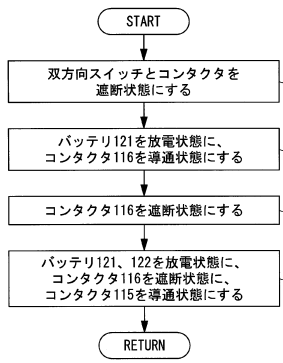 START
双方向スイッチとコンタクタを
遮断状態にする
バッテリ121を放電状態に、
コンタクタ116を導通状態にする
コンタクタ116を遮断状態にする
バッテリ121、122を放電状態に、
コンタクタ116を遮断状態に、
コンタクタ115を導通状態にする
RETURN